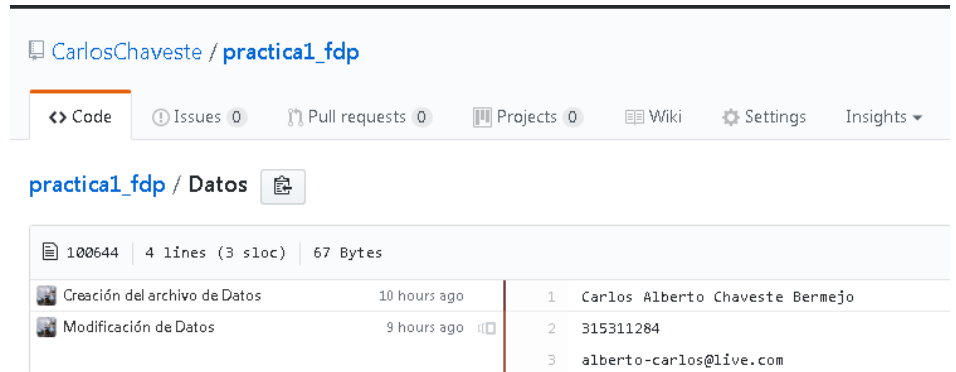 CarlosChaveste / practica1_fdp
Code Issues 0 Pull requests 0 Projects 0 Wiki Settings Insights
practica1_fdp / Datos
100644 4 lines (3 sloc) 67 Bytes
Creación del archivo de Datos 10 hours ago 1 Carlos Alberto Chaveste Bermejo
Modificación de Datos 9 hours ago 2 315311284
3 alberto-carlos@live.com